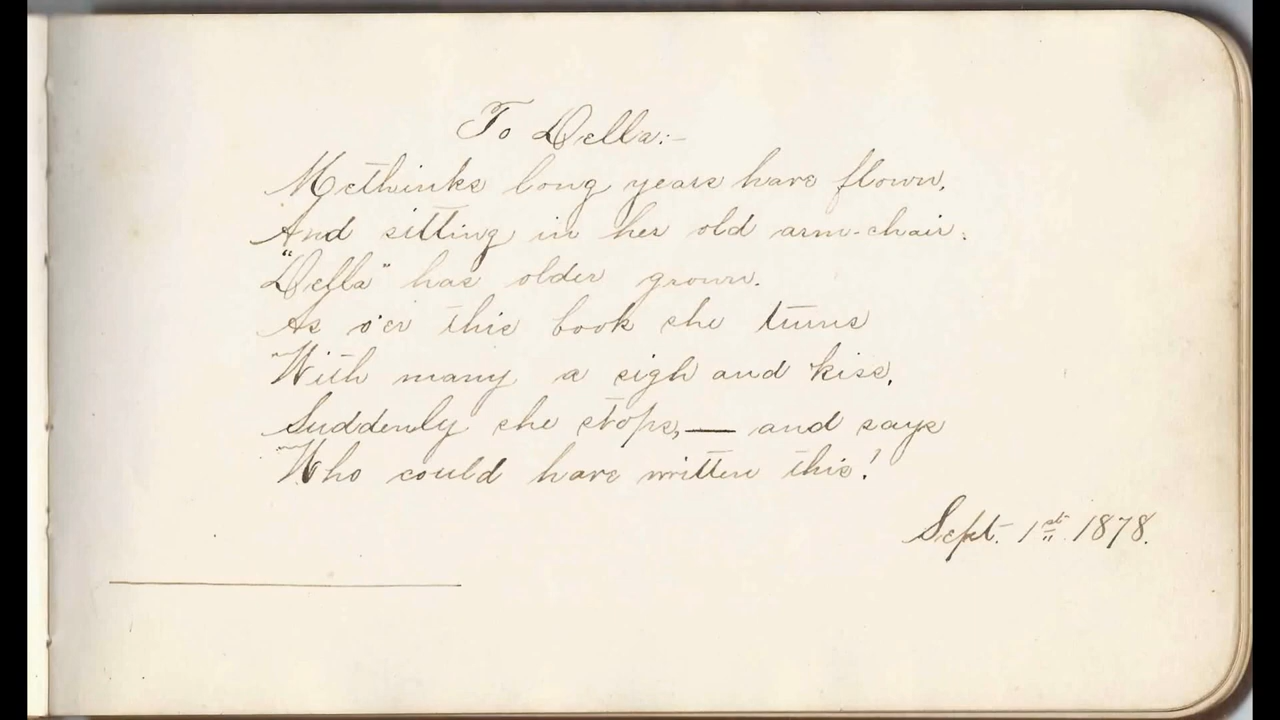 To Della:-
Methinks long years have flown,
And sitting in her old arm-chair:
"Della" has older grown.
As o'er this book she turns
With many a sigh and kiss,
Suddenly she stops, — and says
Who could have written this!
Sept. 1st 1878.